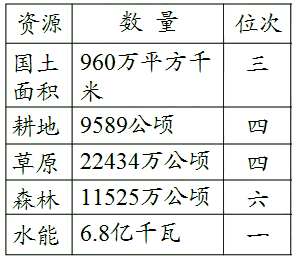 资源 数 量 位次
国土面积 960万平方千米 三
耕地 9589公顷 四
草原 22434万公顷 四
森林 11525万公顷 六
水能 6.8亿千瓦 一